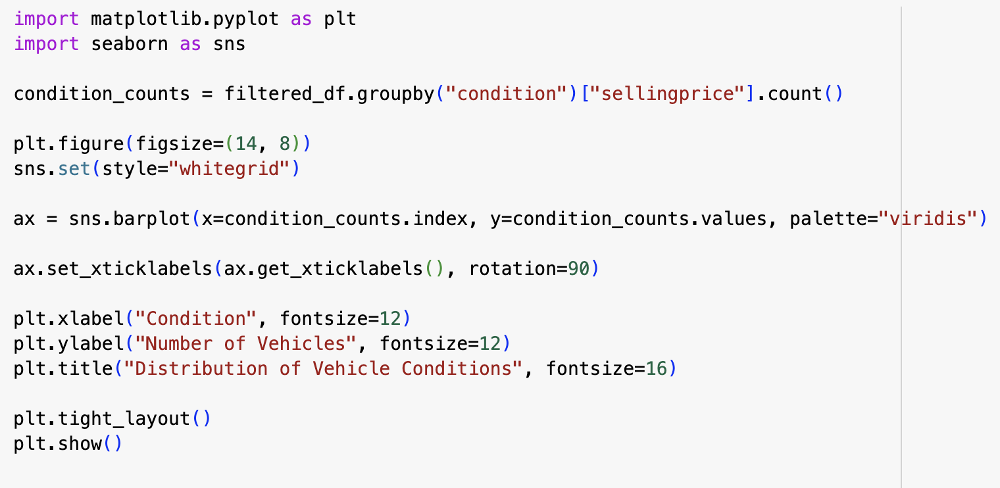 import matplotlib.pyplot as plt
import seaborn as sns
condition_counts = filtered_df.groupby("condition")["sellingprice"].count()
plt.figure(figsize=(14, 8))
sns.set(style="whitegrid")
ax = sns.barplot(x=condition_counts.index, y=condition_counts.values, palette="viridis")
ax.set_xticklabels(ax.get_xticklabels(), rotation=90)
plt.xlabel("Condition", fontsize=12)
plt.ylabel("Number of Vehicles", fontsize=12)
plt.title("Distribution of Vehicle Conditions", fontsize=16)
plt.tight_layout()
plt.show()